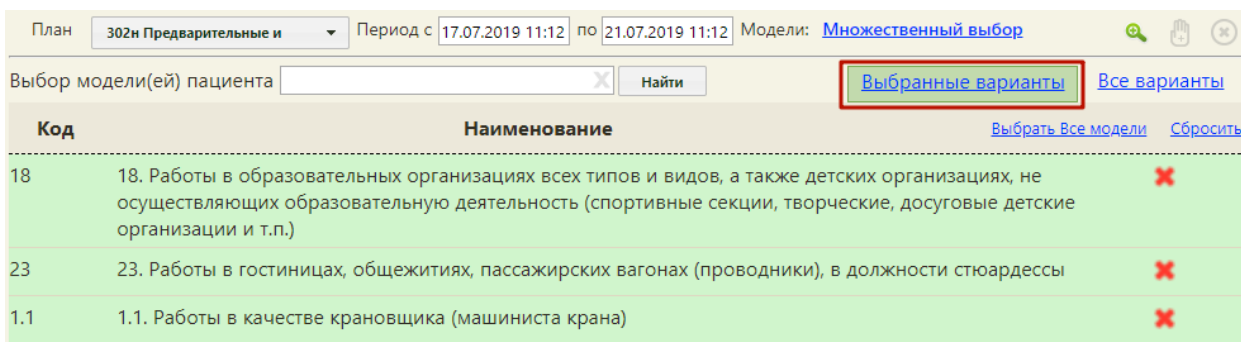 План 302н Предварительные и Период с 17.07.2019 11:12 по 21.07.2019 11:12 Модели: Множественный выбор
Выбор модели(ей) пациента Найти Выбранные варианты Все варианты
Код Наименование Выбрать Все модели Сбросить
18 18. Работы в образовательных организациях всех типов и видов, а также детских организациях, не
осуществляющих образовательную деятельность (спортивные секции, творческие, досуговые детские
организации и т.п.)
23 23. Работы в гостиницах, общежитиях, пассажирских вагонах (проводники), в должности стюардессы
1.1 1.1. Работы в качестве крановщика (машиниста крана)